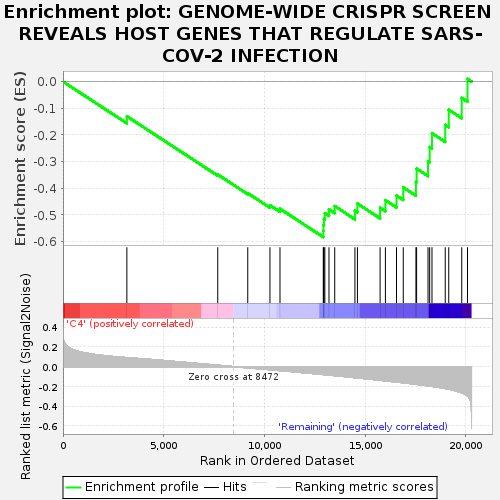 Enrichment plot: GENOME-WIDE CRISPR SCREEN
REVEALS HOST GENES THAT REGULATE SARS-
COV-2 INFECTION
Enrichment score (ES)
0.0
-0.1
-0.2
-0.3
-0.4
-0.5
-0.6
Ranked list metric (Signal2Noise)
0.4
0.2
0.0
-0.2
-0.4
-0.6
'C4' (positively correlated)
Zero cross at 8472
'Remaining' (negatively correlated)
0
5,000
10,000
15,000
20,000
Rank in Ordered Dataset
Enrichment profile
Hits
Ranking metric scores